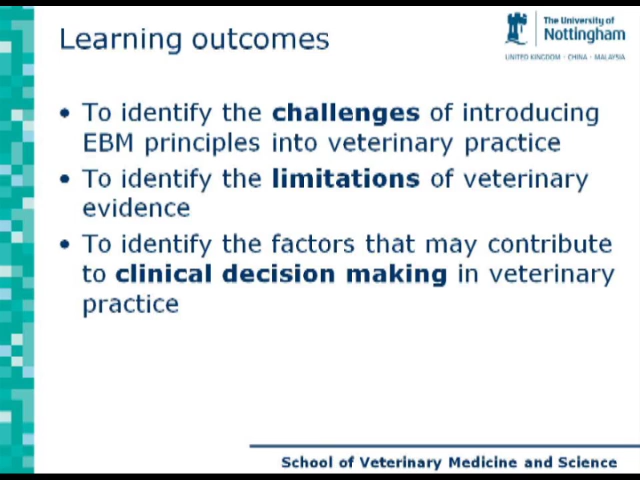 Learning outcomes
The University of
Nottingham
UNITED KINGDOM · CHINA · MALAYSIA
• To identify the challenges of introducing
EBM principles into veterinary practice
• To identify the limitations of veterinary
evidence
• To identify the factors that may contribute
to clinical decision making in veterinary
practice
School of Veterinary Medicine and Science